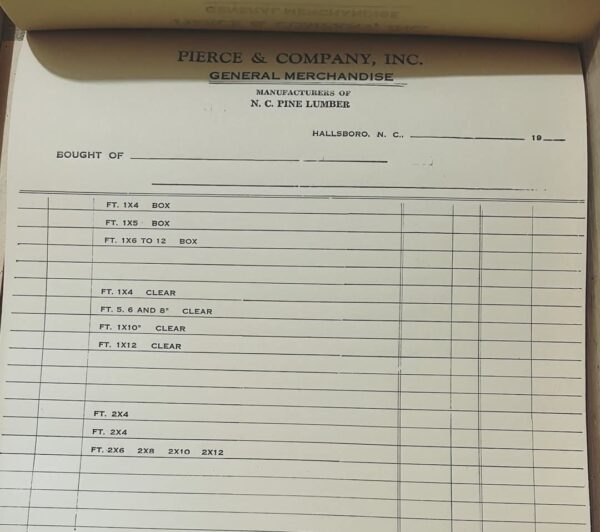 PIERCE & COMPANY, INC.
GENERAL MERCHANDISE
MANUFACTURERS OF
N. C. PINE LUMBER
HALLSBORO, N. C., 19
BOUGHT OF
FT. 1X4 BOX
FT. 1X5 BOX
FT. 1X6 TO 12 BOX
FT. 1X4 CLEAR
FT. 5. 6 AND 8" CLEAR
FT. 1X10" CLEAR
FT. 1X12 CLEAR
FT. 2X4
FT. 2X4
FT. 2X6 2X8 2X10 2X12